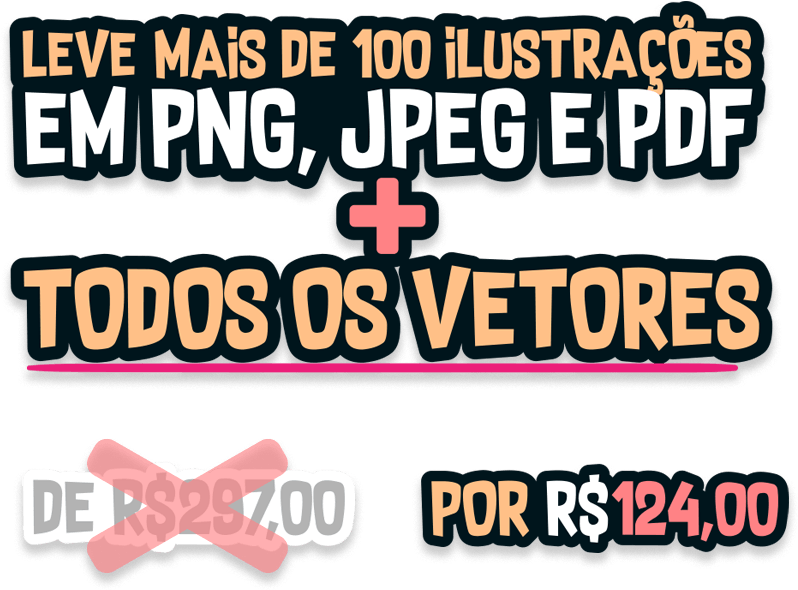 LEVE MAiS DE 100 iLUSTRAÇÕES
EM PNG, JPEG E PDF
+
TODOS OS VETORES
DE R$297,00
POR R$124,00